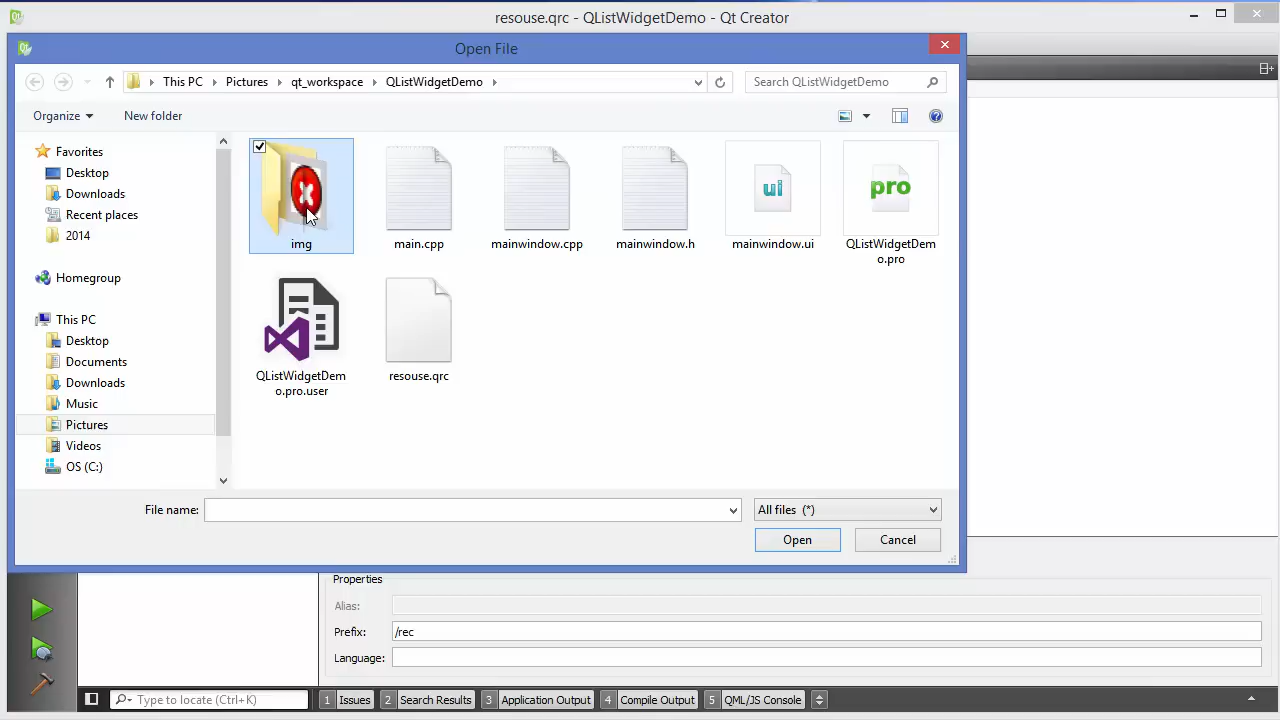 resouse.qrc - QListWidgetDemo - Qt Creator
Open File
This PC
Pictures
qt_workspace
QListWidgetDemo
Search QListWidgetDemo
Organize
New folder
Favorites
Desktop
Downloads
Recent places
2014
Homegroup
This PC
Desktop
Documents
Downloads
Music
Pictures
Videos
OS (C:)
img
main.cpp
mainwindow.cpp
mainwindow.h
ui
mainwindow.ui
pro
QListWidgetDem
o.pro
QListWidgetDem
o.pro.user
resouse.qrc
File name:
All files (*)
Open
Cancel
Properties
Alias:
Prefix: /rec
Language:
Type to locate (Ctrl+K)
1 Issues
2 Search Results
3 Application Output
4 Compile Output
5 QML/JS Console